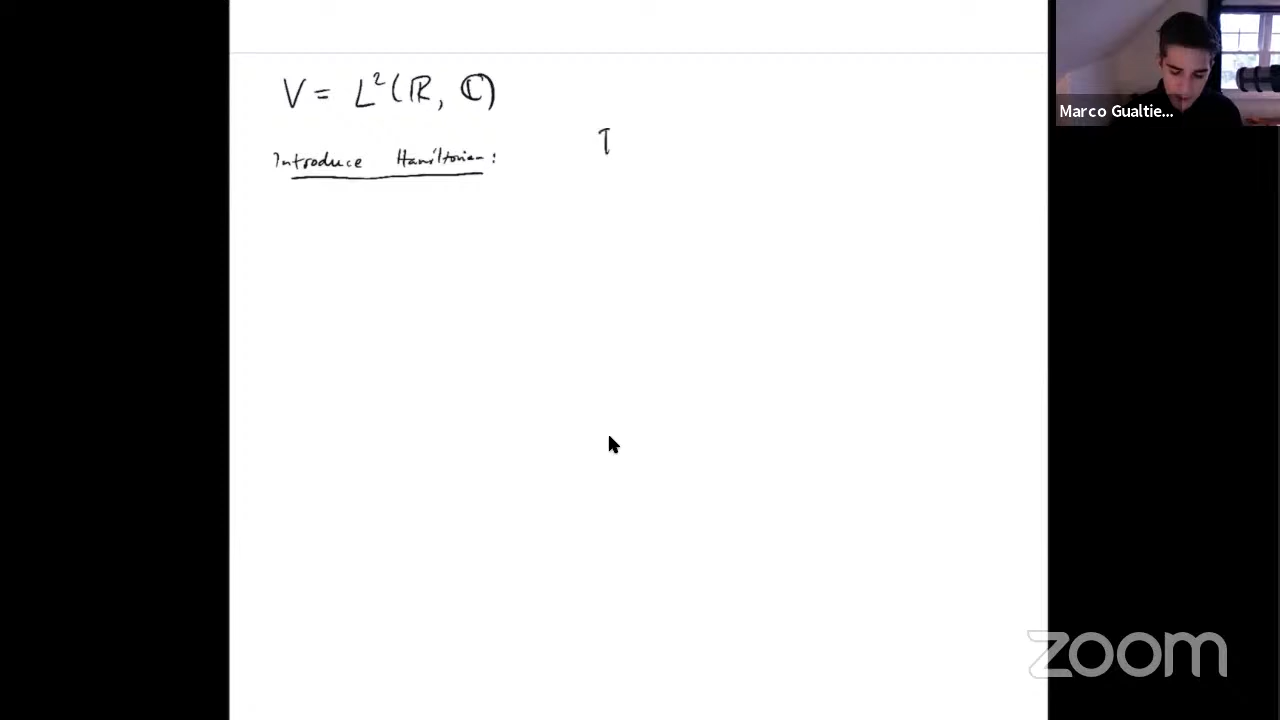 V = L²(ℝ, ℂ)
Introduce Hamiltonian:
Marco Gualtie...
zoom